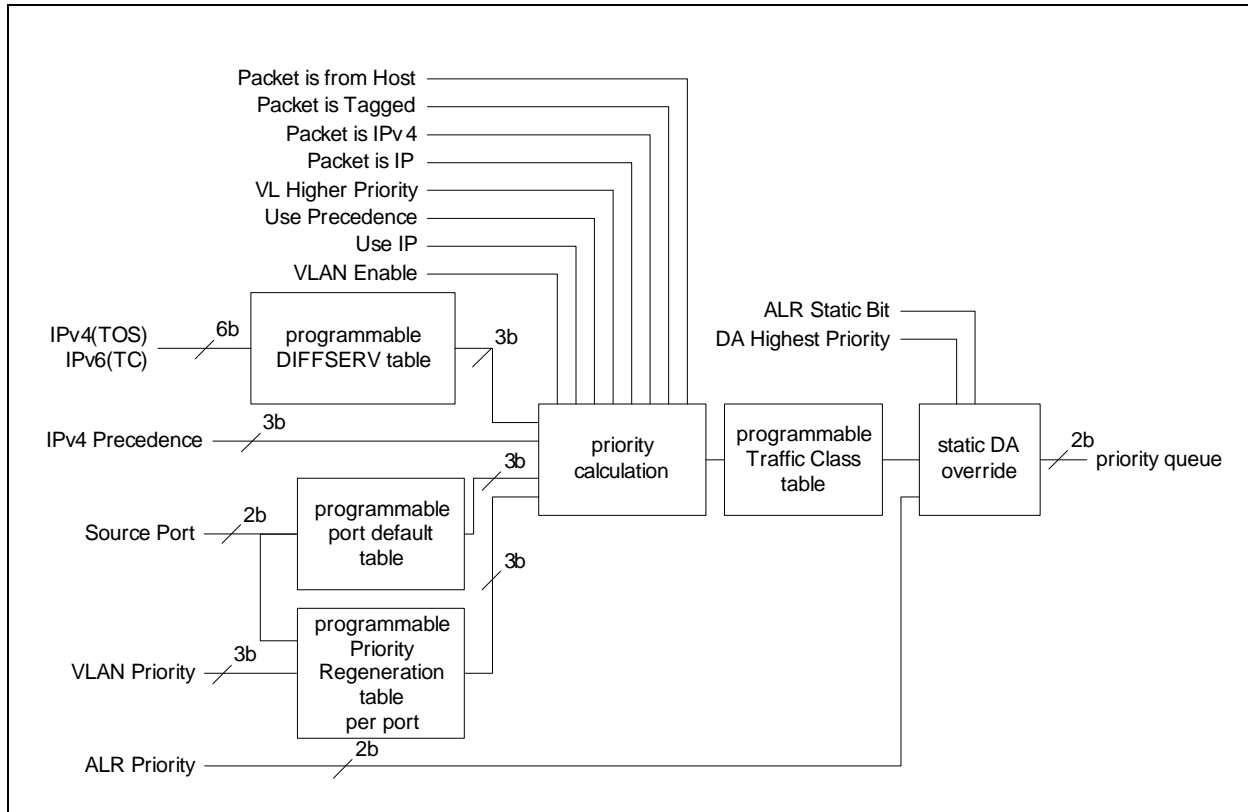 Packet is from Host
Packet is Tagged
Packet is IPv4
Packet is IP
VL Higher Priority
Use Precedence
Use IP
VLAN Enable
ALR Static Bit
DA Highest Priority
IPv4(TOS)
IPv6(TC)
6b
programmable
DIFFSERV table
3b
IPv4 Precedence
3b
priority
calculation
programmable
Traffic Class
table
static DA
override
2b
priority queue
Source Port
2b
programmable
port default
table
3b
VLAN Priority
3b
programmable
Priority
Regeneration
table
per port
3b
ALR Priority
2b